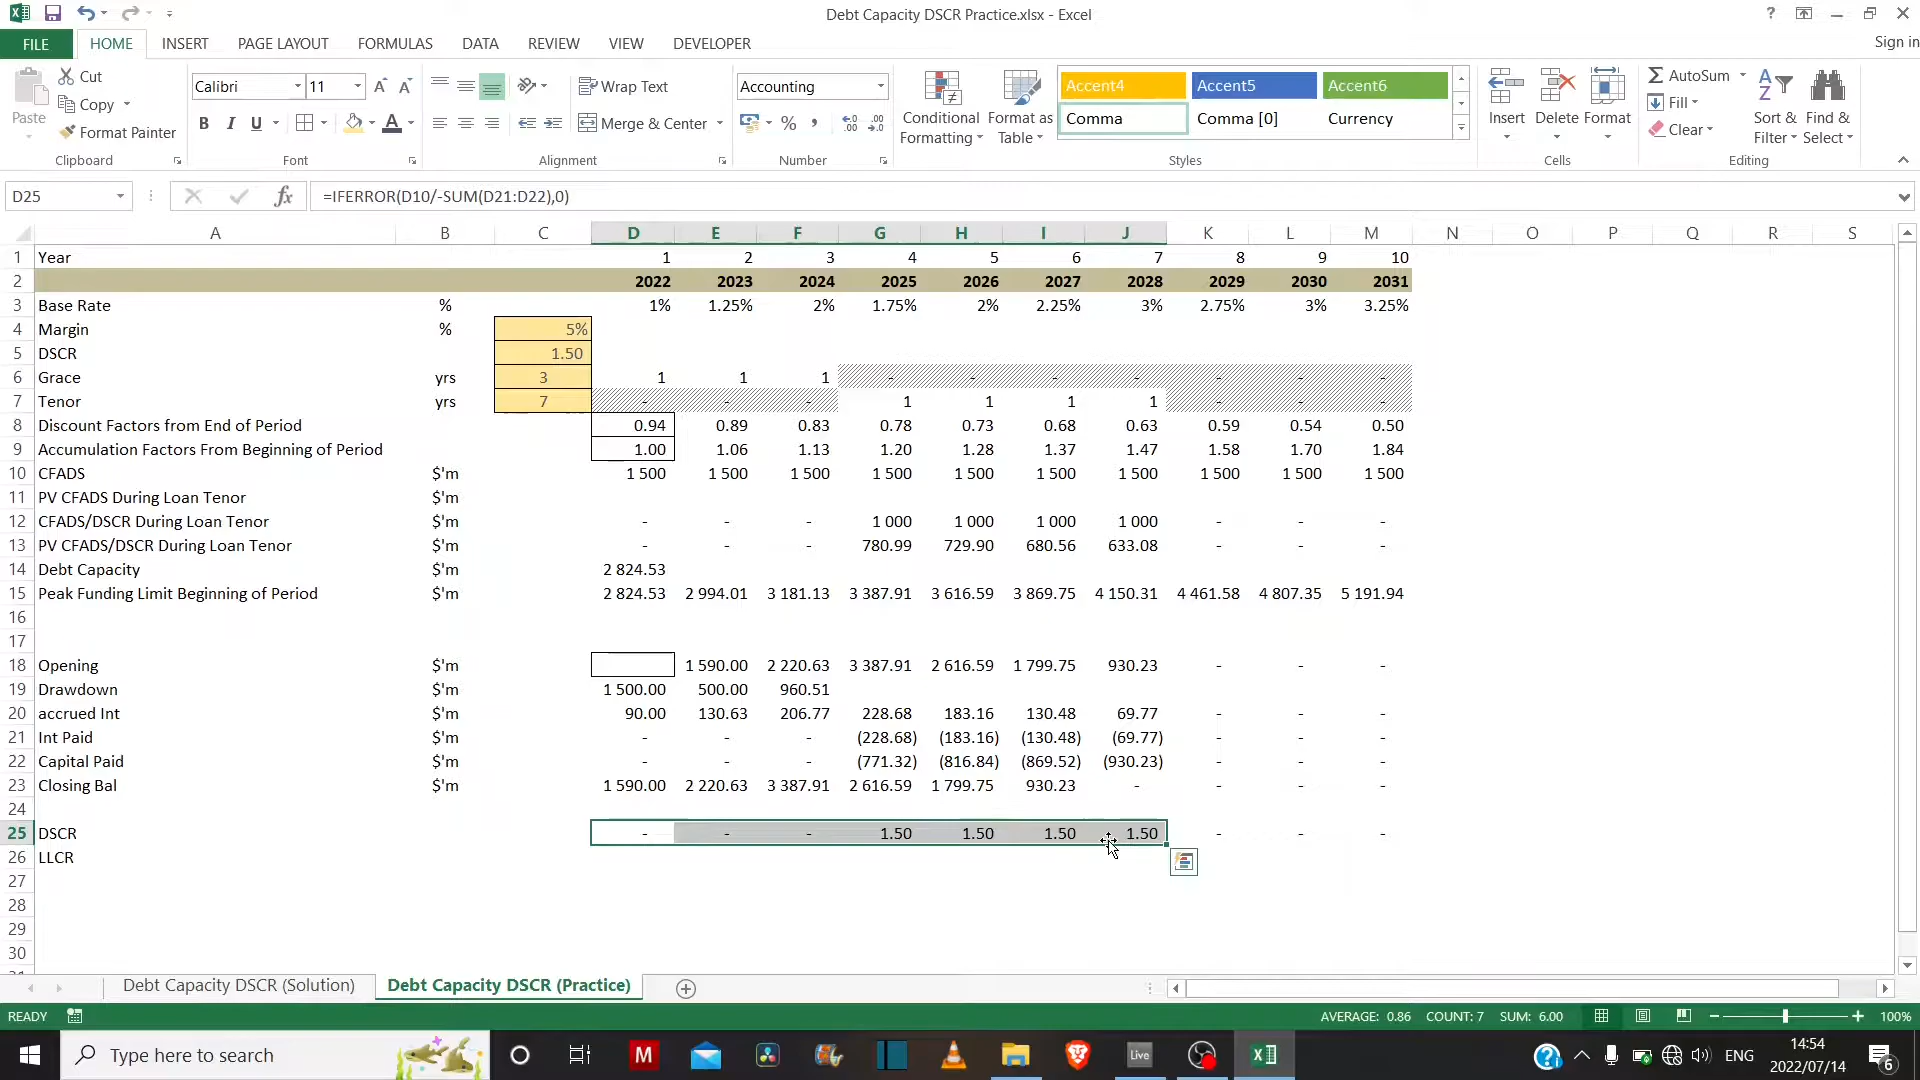 Debt Capacity DSCR Practice.xlsx - Excel
Sign in
FILE HOME INSERT PAGE LAYOUT FORMULAS DATA REVIEW VIEW DEVELOPER
Paste Cut Copy Format Painter
Calibri 11 B I U
Wrap Text Merge & Center
Accounting %
Conditional Formatting Format as Table
Accent4 Accent5 Accent6
Comma Comma [0] Currency
Insert Delete Format
AutoSum Fill Clear Sort & Filter Find & Select
Clipboard Font Alignment Number Styles Cells Editing
D25 fx =IFERROR(D10/-SUM(D21:D22),0)
A B C D E F G H I J K L M N O P Q R S
1 Year 1 2 3 4 5 6 7 8 9 10
2 2022 2023 2024 2025 2026 2027 2028 2029 2030 2031
3 Base Rate % 1% 1.25% 2% 1.75% 2% 2.25% 3% 2.75% 3% 3.25%
4 Margin % 5%
5 DSCR 1.50
6 Grace yrs 3 1 1 1 - - - - - - -
7 Tenor yrs 7 - - - 1 1 1 1 - - -
8 Discount Factors from End of Period 0.94 0.89 0.83 0.78 0.73 0.68 0.63 0.59 0.54 0.50
9 Accumulation Factors From Beginning of Period 1.00 1.06 1.13 1.20 1.28 1.37 1.47 1.58 1.70 1.84
10 CFADS $'m 1 500 1 500 1 500 1 500 1 500 1 500 1 500 1 500 1 500 1 500
11 PV CFADS During Loan Tenor $'m
12 CFADS/DSCR During Loan Tenor $'m - - - 1 000 1 000 1 000 1 000 - - -
13 PV CFADS/DSCR During Loan Tenor $'m - - - 780.99 729.90 680.56 633.08 - - -
14 Debt Capacity $'m 2 824.53
15 Peak Funding Limit Beginning of Period $'m 2 824.53 2 994.01 3 181.13 3 387.91 3 616.59 3 869.75 4 150.31 4 461.58 4 807.35 5 191.94
16
17
18 Opening $'m 1 590.00 2 220.63 3 387.91 2 616.59 1 799.75 930.23 - - -
19 Drawdown $'m 1 500.00 500.00 960.51
20 accrued Int $'m 90.00 130.63 206.77 228.68 183.16 130.48 69.77 - - -
21 Int Paid $'m - - - (228.68) (183.16) (130.48) (69.77) - - -
22 Capital Paid $'m - - - (771.32) (816.84) (869.52) (930.23) - - -
23 Closing Bal $'m 1 590.00 2 220.63 3 387.91 2 616.59 1 799.75 930.23 - - - -
24
25 DSCR - - - 1.50 1.50 1.50 1.50 - - -
26 LLCR
27
28
29
30
Debt Capacity DSCR (Solution) Debt Capacity DSCR (Practice)
READY AVERAGE: 0.86 COUNT: 7 SUM: 6.00 100%
Type here to search M Live ENG 14:54
2022/07/14 6